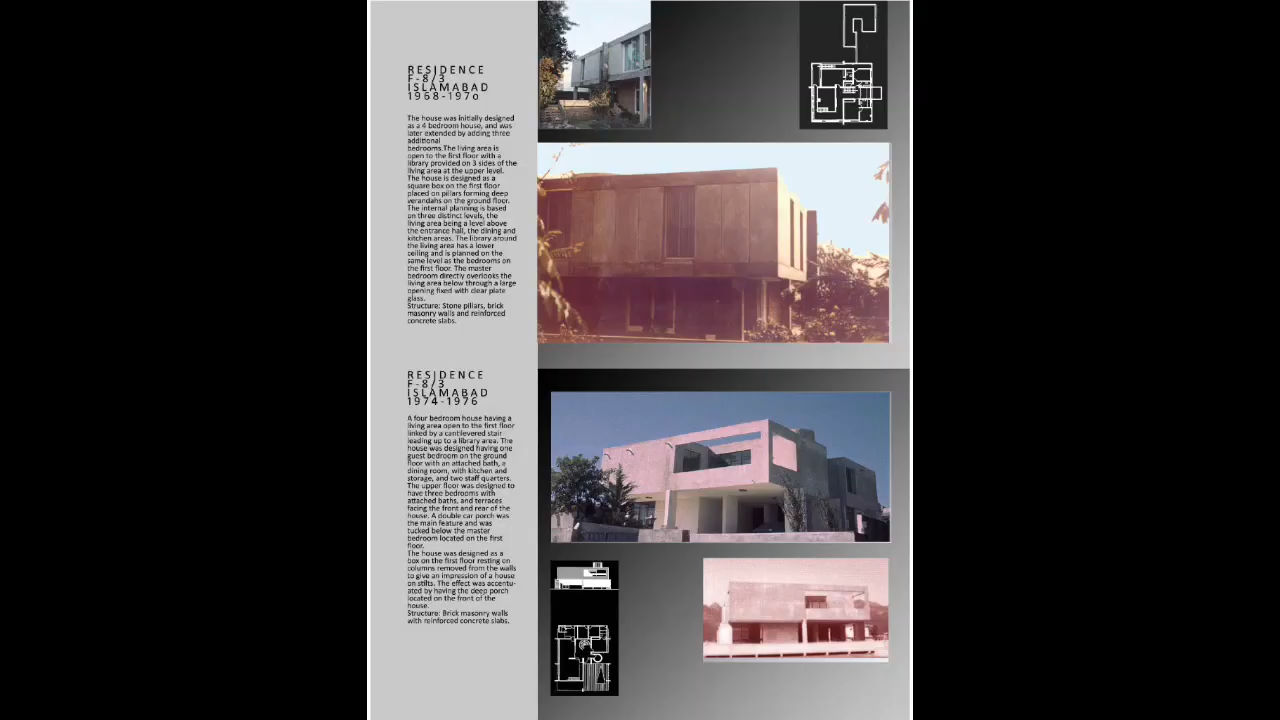 RESIDENCE
F-8/3
ISLAMABAD
1968-197o
The house was initially designed
as a 4 bedroom house, and was
later extended by adding three
additional
bedrooms.The living area is
open to the first floor with a
library provided on 3 sides of the
living area at the upper level.
The house is designed as a
square box on the first floor
placed on pillars forming deep
verandahs on the ground floor.
The internal planning is based
on three distinct levels, the
living area being a level above
the entrance hall, the dining and
kitchen areas. The library around
the living area has a lower
ceiling and is planned on the
same level as the bedrooms on
the first floor. The master
bedroom directly overlooks the
living area below through a large
opening fixed with clear plate
glass.
Structure: Stone pillars, brick
masonry walls and reinforced
concrete slabs.
RESIDENCE
F-8/3
ISLAMABAD
1974-1976
A four bedroom house having a
living area open to the first floor
linked by a cantilevered stair
leading up to a library area. The
house was designed having one
guest bedroom on the ground
floor with an attached bath, a
dining room, with kitchen and
storage, and two staff quarters.
The upper floor was designed to
have three bedrooms with
attached baths, and terraces
facing the front and rear of the
house. A double car porch was
the main feature and was
tucked below the master
bedroom located on the first
floor.
The house was designed as a
box on the first floor resting on
columns removed from the walls
to give an impression of a house
on stilts. The effect was accentu-
ated by having the deep porch
located on the front of the
house.
Structure: Brick masonry walls
with reinforced concrete slabs.